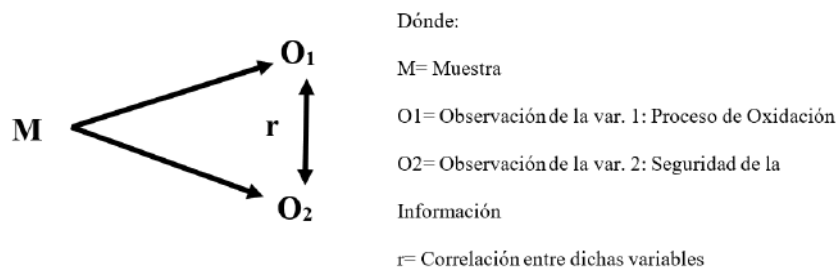 O₁
M
r
O₂
Dónde:
M= Muestra
O1= Observación de la var. 1: Proceso de Oxidación
O2= Observación de la var. 2: Seguridad de la
Información
r= Correlación entre dichas variables